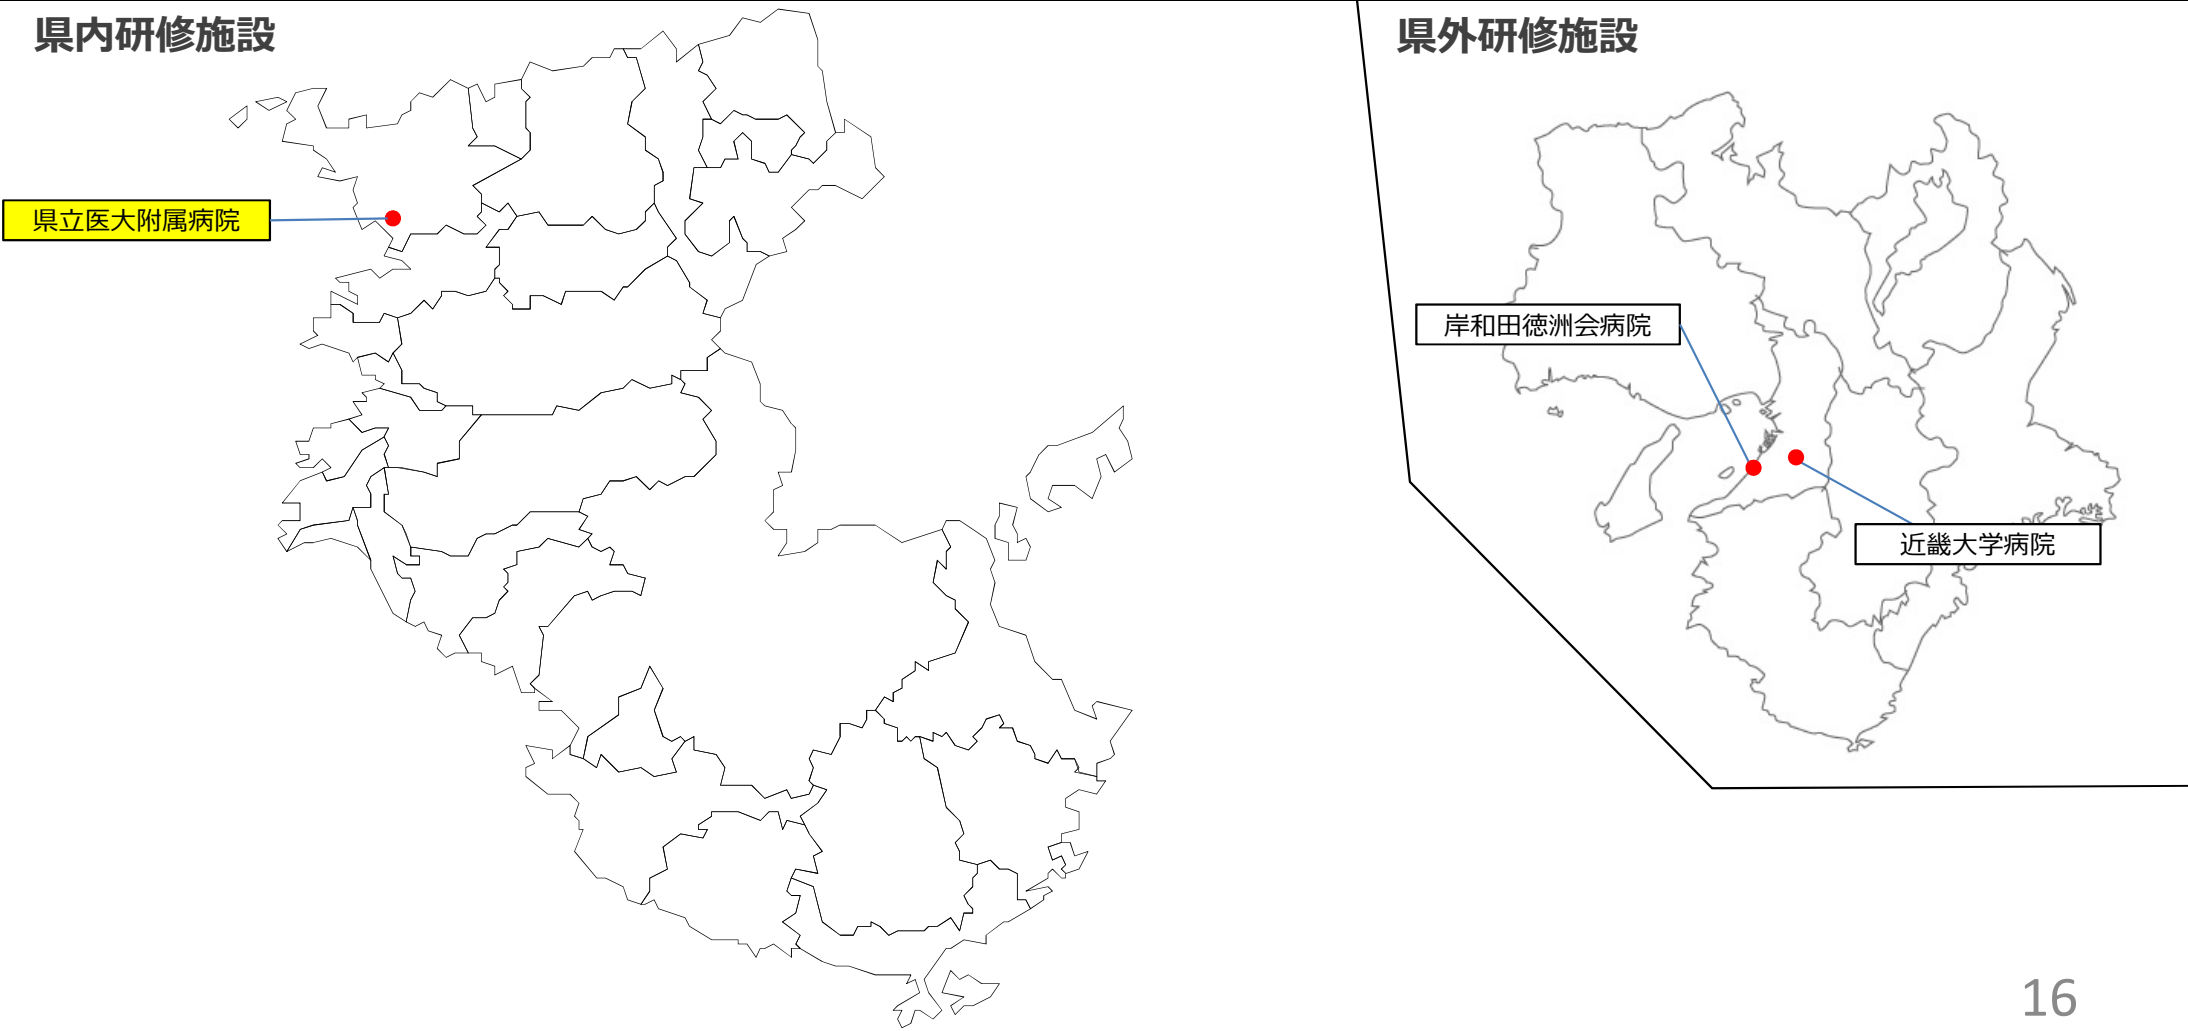 県内研修施設
県立医大附属病院
県外研修施設
岸和田徳洲会病院
近畿大学病院
16